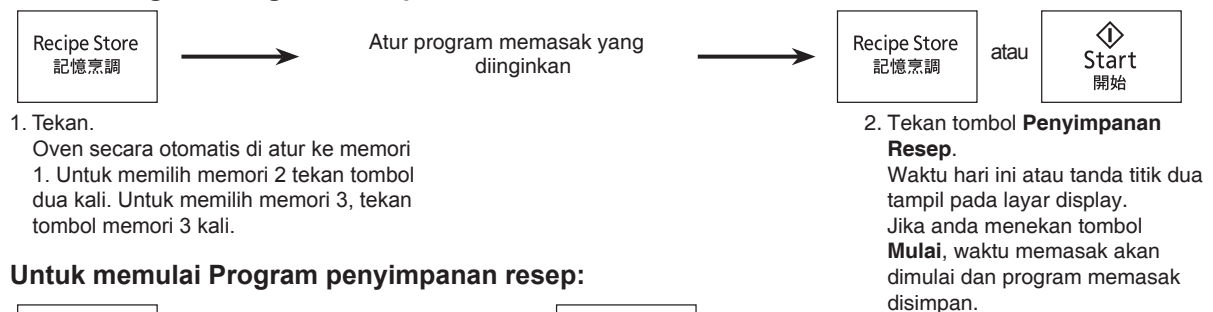 Recipe Store
記憶烹調
Atur program memasak yang
diinginkan
Recipe Store
記憶烹調
atau
Start
開始
1. Tekan.
Oven secara otomatis di atur ke memori
1. Untuk memilih memori 2 tekan tombol
dua kali. Untuk memilih memori 3, tekan
tombol memori 3 kali.
2. Tekan tombol Penyimpanan
Resep.
Waktu hari ini atau tanda titik dua
tampil pada layar display.
Jika anda menekan tombol
Mulai, waktu memasak akan
dimulai dan program memasak
disimpan.
Untuk memulai Program penyimpanan resep: